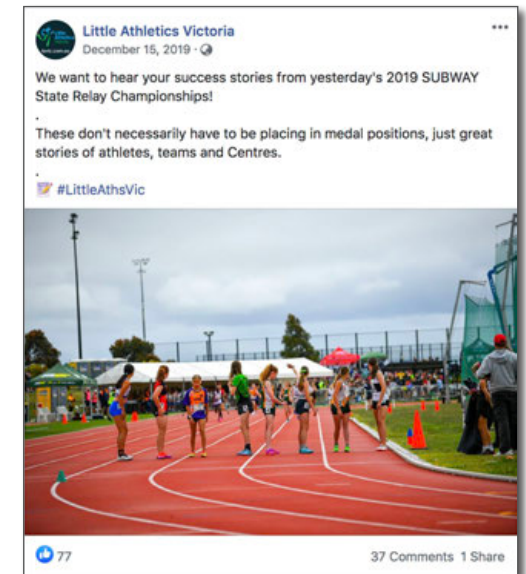 Little Athletics Victoria
December 15, 2019 ·
We want to hear your success stories from yesterday's 2019 SUBWAY
State Relay Championships!
.
These don't necessarily have to be placing in medal positions, just great
stories of athletes, teams and Centres.
.
#LittleAthsVic
77
37 Comments 1 Share